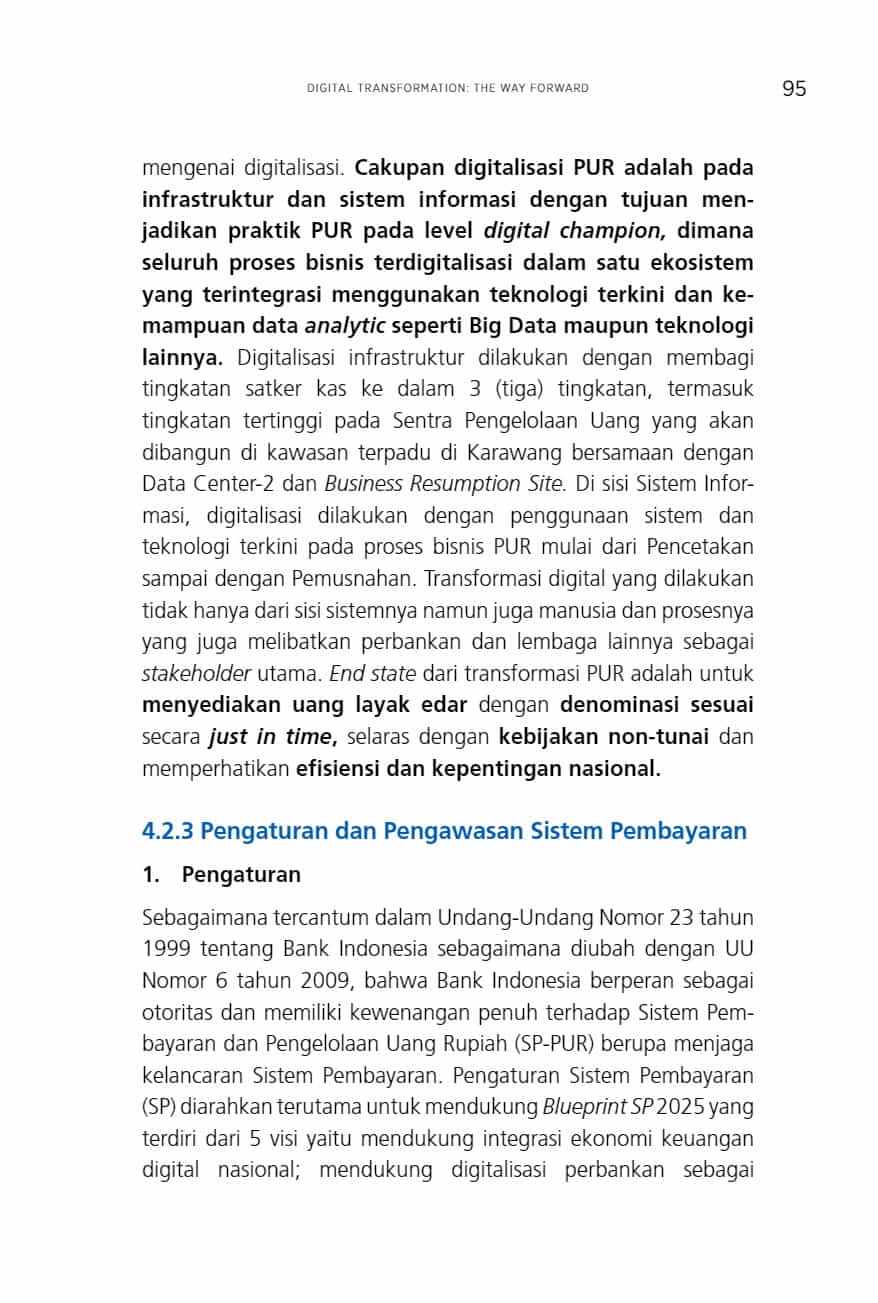 DIGITAL TRANSFORMATION: THE WAY FORWARD
95
mengenai digitalisasi. Cakupan digitalisasi PUR adalah pada
infrastruktur dan sistem informasi dengan tujuan men-
jadikan praktik PUR pada level digital champion, dimana
seluruh proses bisnis terdigitalisasi dalam satu ekosistem
yang terintegrasi menggunakan teknologi terkini dan ke-
mampuan data analytic seperti Big Data maupun teknologi
lainnya. Digitalisasi infrastruktur dilakukan dengan membagi
tingkatan satker kas ke dalam 3 (tiga) tingkatan, termasuk
tingkatan tertinggi pada Sentra Pengelolaan Uang yang akan
dibangun di kawasan terpadu di Karawang bersamaan dengan
Data Center-2 dan Business Resumption Site. Di sisi Sistem Infor-
masi, digitalisasi dilakukan dengan penggunaan sistem dan
teknologi terkini pada proses bisnis PUR mulai dari Pencetakan
sampai dengan Pemusnahan. Transformasi digital yang dilakukan
tidak hanya dari sisi sistemnya namun juga manusia dan prosesnya
yang juga melibatkan perbankan dan lembaga lainnya sebagai
stakeholder utama. End state dari transformasi PUR adalah untuk
menyediakan uang layak edar dengan denominasi sesuai
secara just in time, selaras dengan kebijakan non-tunai dan
memperhatikan efisiensi dan kepentingan nasional.
4.2.3 Pengaturan dan Pengawasan Sistem Pembayaran
1. Pengaturan
Sebagaimana tercantum dalam Undang-Undang Nomor 23 tahun
1999 tentang Bank Indonesia sebagaimana diubah dengan UU
Nomor 6 tahun 2009, bahwa Bank Indonesia berperan sebagai
otoritas dan memiliki kewenangan penuh terhadap Sistem Pem-
bayaran dan Pengelolaan Uang Rupiah (SP-PUR) berupa menjaga
kelancaran Sistem Pembayaran. Pengaturan Sistem Pembayaran
(SP) diarahkan terutama untuk mendukung Blueprint SP 2025 yang
terdiri dari 5 visi yaitu mendukung integrasi ekonomi keuangan
digital nasional; mendukung digitalisasi perbankan sebagai